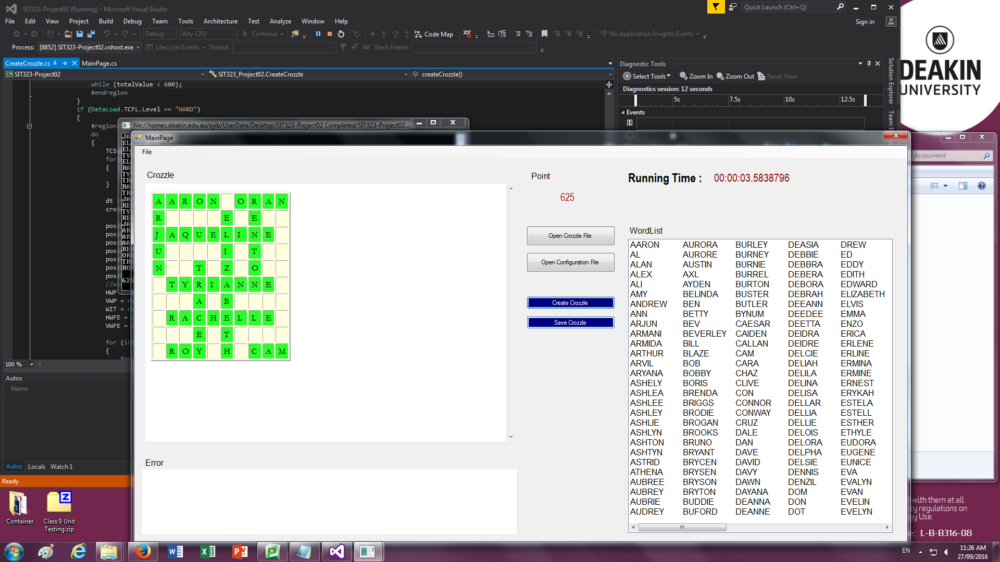 SIT323-Project02 (Running) - Microsoft Visual Studio
Quick Launch (Ctrl+Q)
File Edit View Project Build Debug Team Tools Architecture Test Analyze Window Help
Sign in
Debug Any CPU Continue Code Map No Application Insights Events
Process: [8852] SIT323-Project02.vshost.exe Lifecycle Events Thread: Stack Frame:
CreateCrozzle.cs MainPage.cs
SIT323-Project02 SIT323_Project02.CreateCrozzle createCrozzle()
while (totalValue < 600);
#endregion
}
if (DataLoad.TCFL.Level == "HARD")
{
#region
do
{
TCS
for
{
}
dt
cro
pos
pos
pos
pos
pos
pos
pos
//w
HWP
VWP = n
WIT = n
HWFE =
VWFE =
for (in
{
for
100 %
Autos
Name
Autos Locals Watch 1
Ready
Diagnostic Tools
Select Tools Zoom In Zoom Out Reset View
Diagnostics session: 12 seconds
5s 7.5s 10s 12.5s
Events
Solution Explorer
Team E
DEAKIN
UNIVERSITY
file://homes.deakin.edu.au/xyib/UserData/Desktop/SIT323-Project02 Completed/SIT323-Project02...
JA
EL
EL
TY
EL
RA
TY
TR
RA
TR
JA
RE
TY
RE
JA
AR
AR
AA
RE
OR
TR
RO
62
MainPage
File
Crozzle
A A R O N O R A N
R E E
J A Q U E L I N E
U I T
N T Z O
T Y R I A N N E
A B
R A C H E L L E
E T
R O Y H C A M
Error
Point
625
Open Crozzle File
Open Configuration File
Create Crozzle
Save Crozzle
Running Time : 00:00:03.5838796
WordList
AARON AURORA BURLEY DEASIA DREW
AL AURORE BURNEY DEBBIE ED
ALAN AUSTIN BURNIE DEBBRA EDDY
ALEX AXL BURREL DEBERA EDITH
ALI AYDEN BURTON DEBORA EDWARD
AMY BELINDA BUSTER DEBRAH ELIZABETH
ANDREW BEN BUTLER DEEANN ELVIS
ANN BETTY BYNUM DEEDEE EMMA
ARJUN BEV CAESAR DEETTA ENZO
ARMANI BEVERLEY CAIDEN DEIDRA ERICA
ARMIDA BILL CALLAN DEIDRE ERLENE
ARTHUR BLAZE CAM DELCIE ERLINE
ARVIL BOB CARA DELIAH ERMINA
ARYANA BOBBY CHAZ DELILA ERMINE
ASHELY BORIS CLIVE DELINA ERNEST
ASHLEA BRENDA CON DELISA ERYKAH
ASHLEE BRIGGS CONNOR DELLAR ESTELA
ASHLEY BRODIE CONWAY DELLIA ESTELL
ASHLIE BROGAN CRUZ DELLIE ESTHER
ASHLYN BROOKS DALE DELOIS ETHYLE
ASHTON BRUNO DAN DELORA EUDORA
ASHTYN BRYANT DAVE DELPHA EUGENE
ASTRID BRYCEN DAVID DELSIE EUNICE
ATHENA BRYSEN DAVY DENNIS EVA
AUBREE BRYSON DAWN DENZIL EVALYN
AUBREY BRYTON DAYANA DOM EVAN
AUBRIE BUDDIE DEANNA DON EVELIN
AUDREY BUFORD DEANNE DOT EVELYN
Assessment
with them at all
ty regulations on
gy Use.
: L-B-B316-08
Container
Class 9 Unit
Testing.zip
EN
11:26 AM
27/09/2016